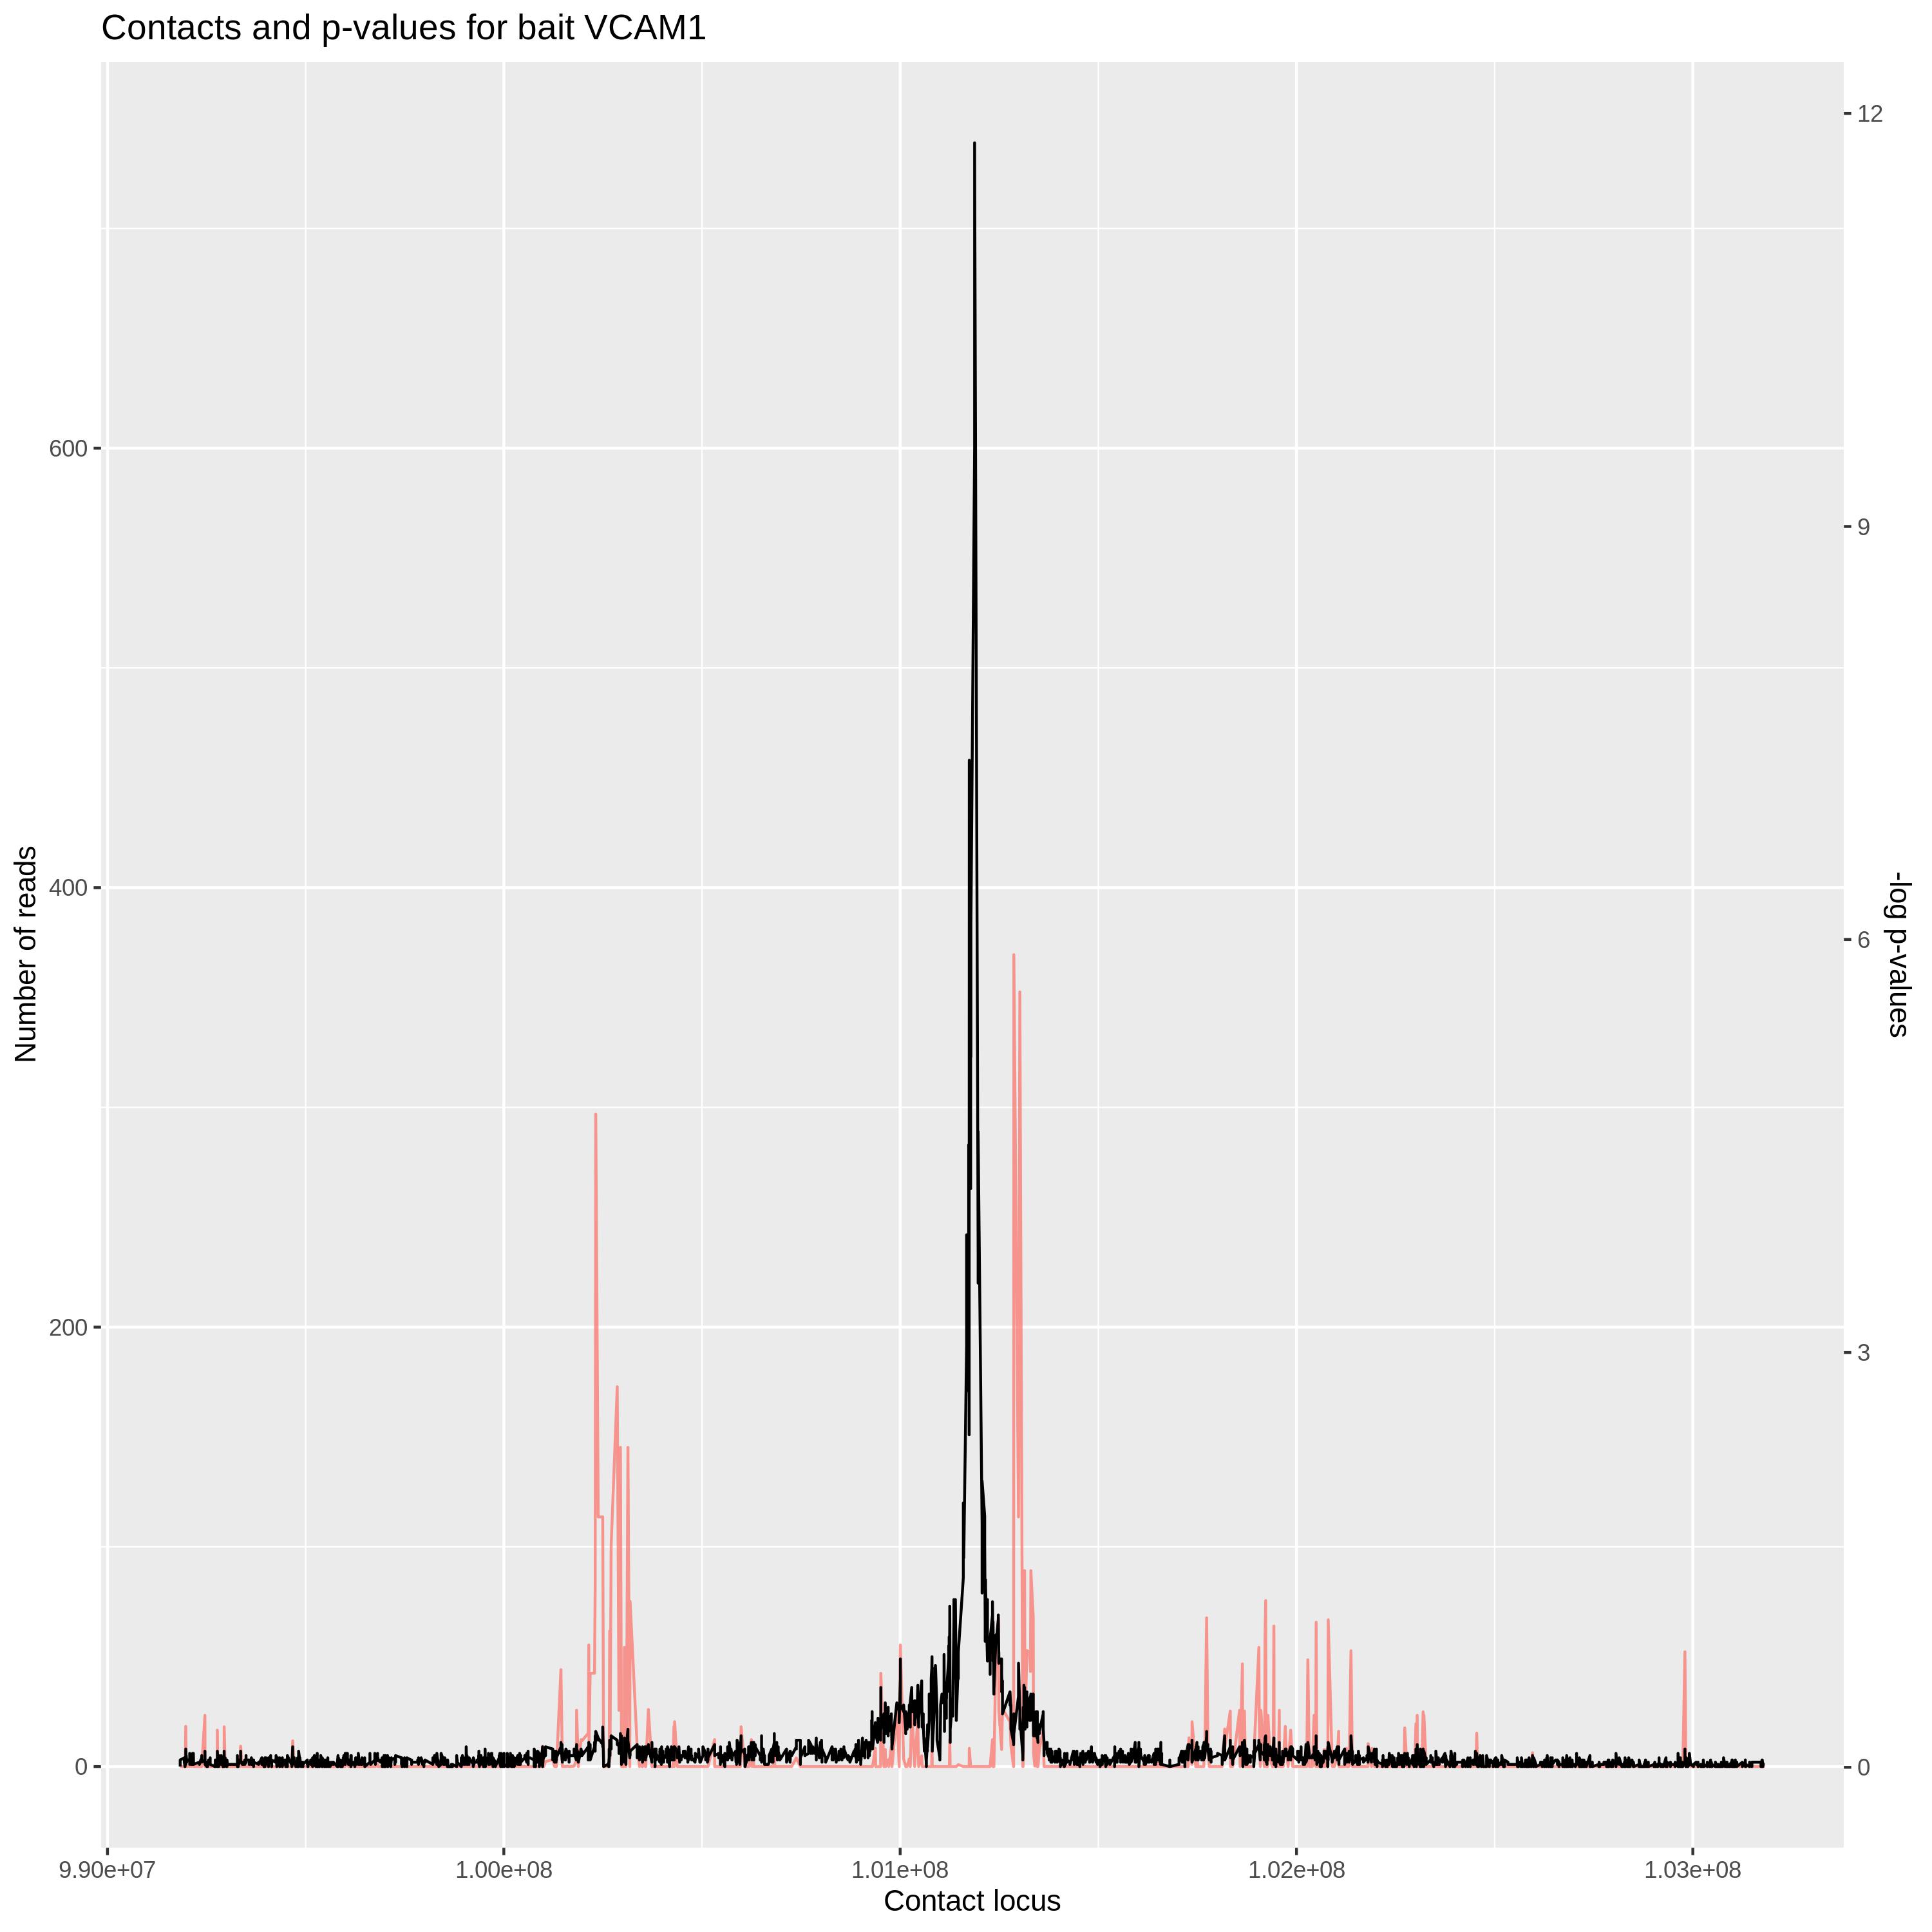 Contacts and p-values for bait VCAM1
Number of reads
600
400
200
0
12
9
6
3
0
-log p-values
9.90e+07 1.00e+08 1.01e+08 1.02e+08 1.03e+08
Contact locus